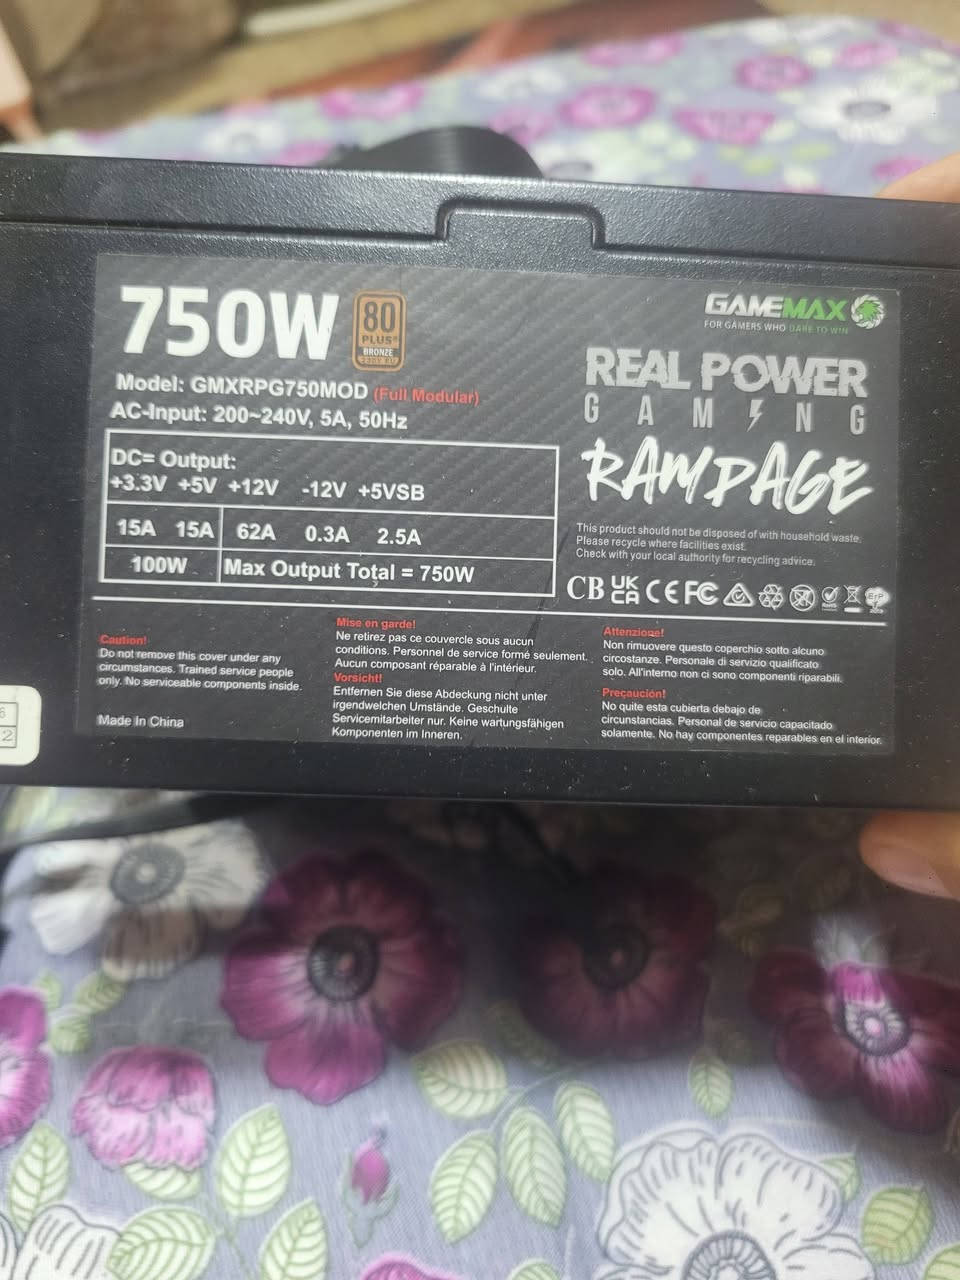 750W
80
PLUS®
BRONZE
230V EU
GAMEMAX
FOR GAMERS WHO DARE TO WIN
Model: GMXRPG750MOD (Full Modular)
AC-Input: 200~240V, 5A, 50Hz
REAL POWER
GAMING
RAMPAGE
DC= Output:
+3.3V +5V +12V -12V +5VSB
15A 15A 62A 0.3A 2.5A
100W Max Output Total = 750W
This product should not be disposed of with household waste.
Please recycle where facilities exist.
Check with your local authority for recycling advice.
CB UK CA CE FC RoHS ErP
Caution!
Do not remove this cover under any
circumstances. Trained service people
only. No serviceable components inside.
Made In China
Mise en garde!
Ne retirez pas ce couvercle sous aucun
conditions. Personnel de service formé seulement.
Aucun composant réparable à l'intérieur.
Vorsicht!
Entfernen Sie diese Abdeckung nicht unter
irgendwelchen Umstände. Geschulte
Servicemitarbeiter nur. Keine wartungsfähigen
Komponenten im Inneren.
Attenzione!
Non rimuovere questo coperchio sotto alcuno
circostanze. Personale di servizio qualificato
solo. All'interno non ci sono componenti riparabili.
Precaución!
No quite esta cubierta debajo de
circunstancias. Personal de servicio capacitado
solamente. No hay componentes reparables en el interior.
6
2